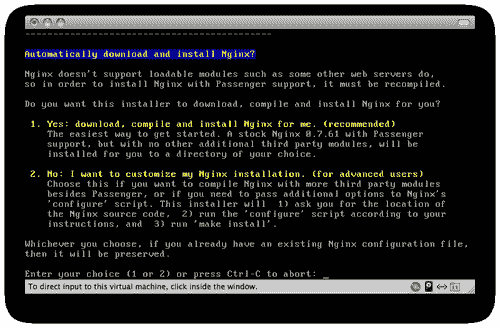 --------------------------------------------
Automatically download and install Nginx?
Nginx doesn't support loadable modules such as some other web servers do,
so in order to install Nginx with Passenger support, it must be recompiled.
Do you want this installer to download, compile and install Nginx for you?
1. Yes: download, compile and install Nginx for me. (recommended)
The easiest way to get started. A stock Nginx 0.7.61 with Passenger
support, but with no other additional third party modules, will be
installed for you to a directory of your choice.
2. No: I want to customize my Nginx installation. (for advanced users)
Choose this if you want to compile Nginx with more third party modules
besides Passenger, or if you need to pass additional options to Nginx's
'configure' script. This installer will  1) ask you for the location of
the Nginx source code,  2) run the 'configure' script according to your
instructions, and  3) run 'make install'.
Whichever you choose, if you already have an existing Nginx configuration file,
then it will be preserved.
Enter your choice (1 or 2) or press Ctrl-C to abort: _
To direct input to this virtual machine, click inside the window.